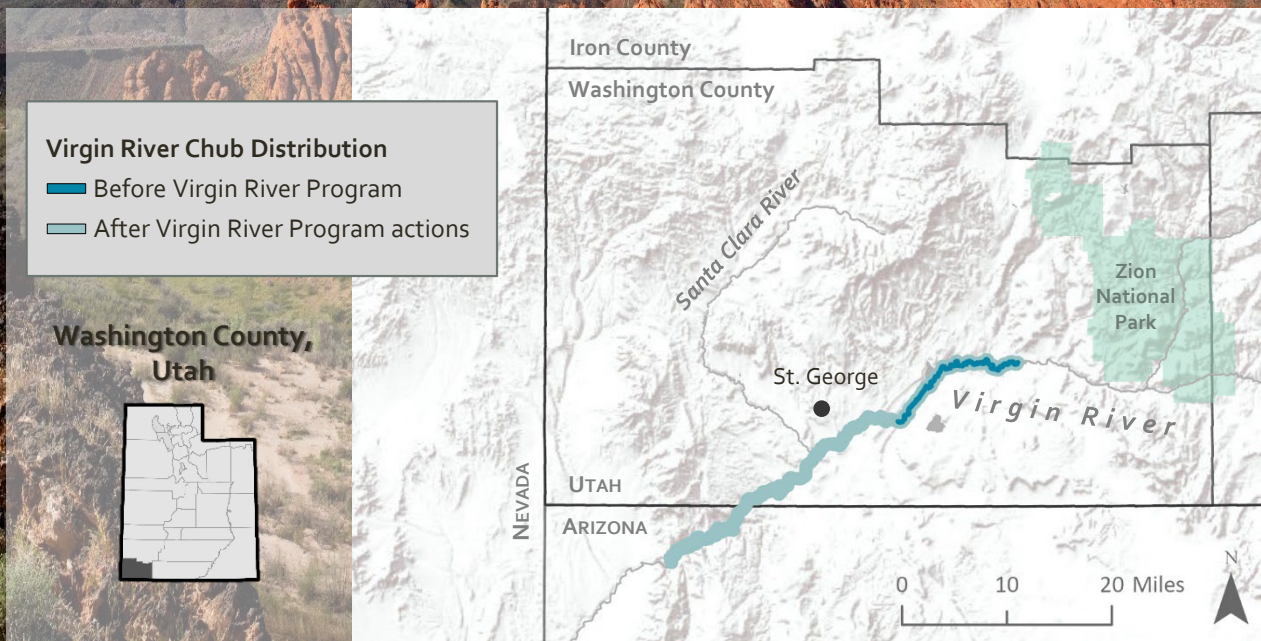 Virgin River Chub Distribution
Before Virgin River Program
After Virgin River Program actions
Washington County,
Utah
Iron County
Washington County
Santa Clara River
Zion
National
Park
St. George
Virgin River
NEVADA
UTAH
ARIZONA
N
0 10 20 Miles